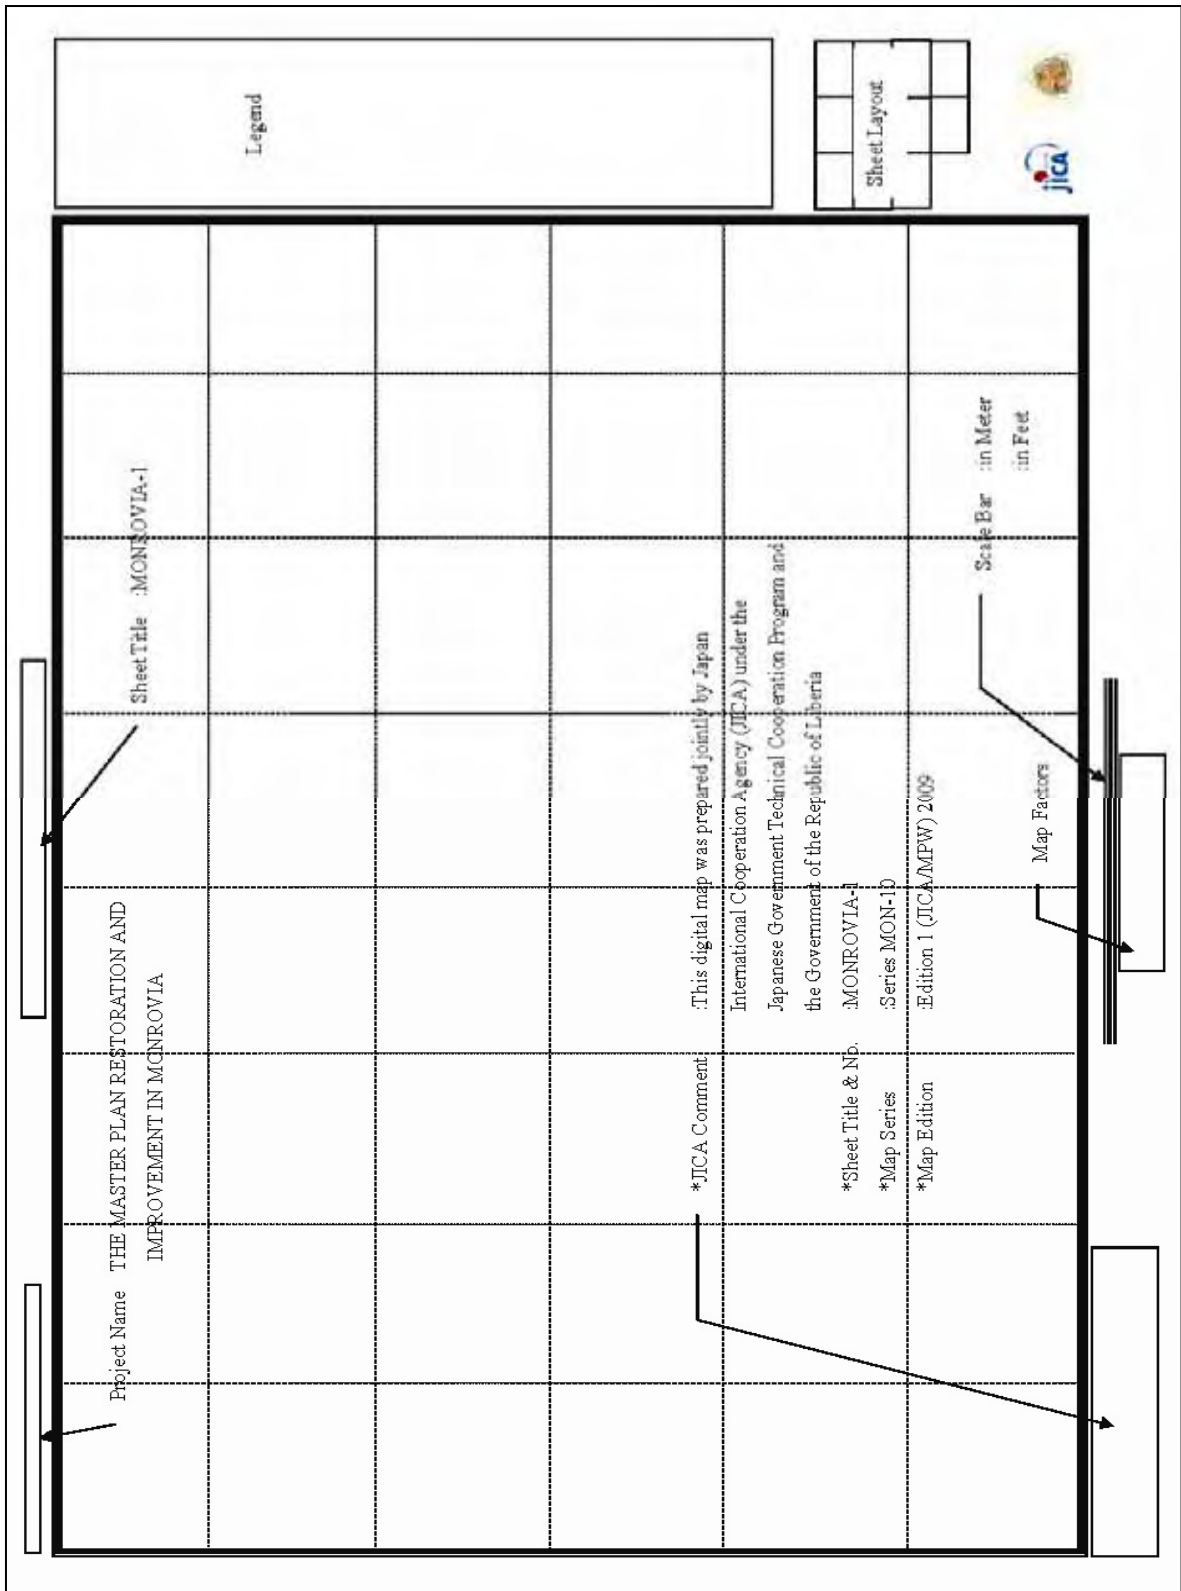 Project Name THE MASTER PLAN RESTORATION AND
IMPROVEMENT IN MONROVIA
Sheet Title :MONROVIA-1
Legend
*JICA Comment :This digital map was prepared jointly by Japan
International Cooperation Agency (JICA) under the
Japanese Government Technical Cooperation Program and
the Government of the Republic of Liberia
*Sheet Title & No. :MONROVIA-1
*Map Series :Series MON-10
*Map Edition :Edition 1 (JICA/MPW) 2009
Scale Bar :in Meter
:in Feet
Map Factors
Sheet Layout
jICA